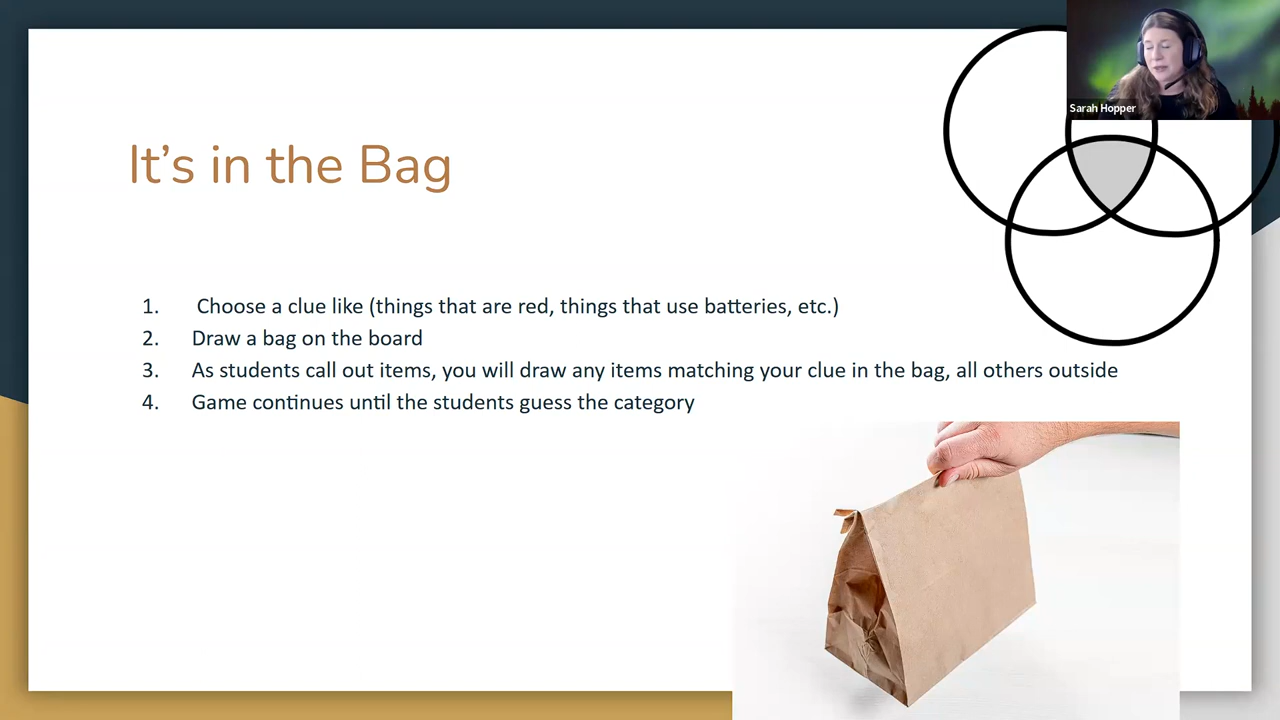 Sarah Hopper
It's in the Bag
1. Choose a clue like (things that are red, things that use batteries, etc.)
2. Draw a bag on the board
3. As students call out items, you will draw any items matching your clue in the bag, all others outside
4. Game continues until the students guess the category